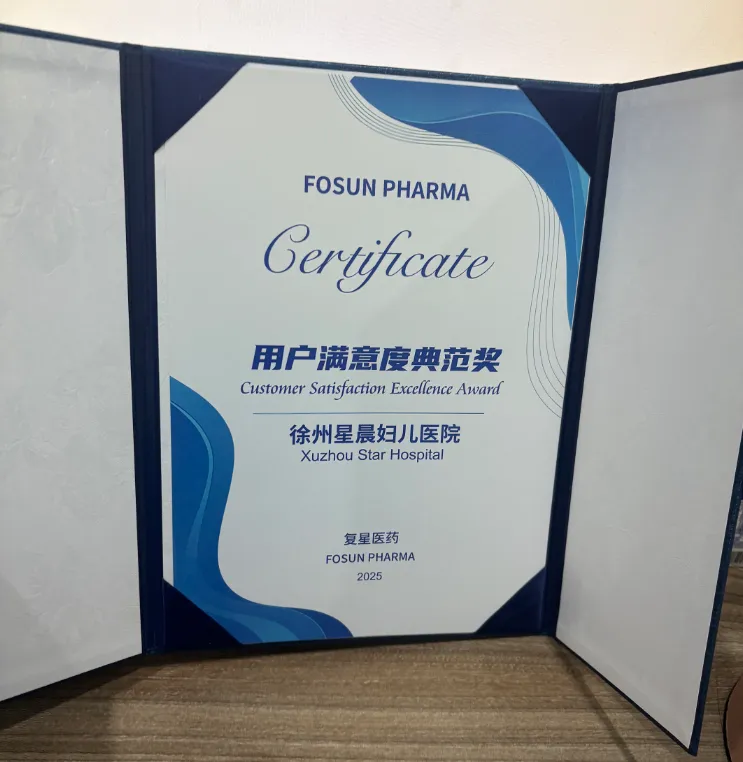 FOSUN PHARMA
Certificate
用户满意度典范奖
Customer Satisfaction Excellence Award
徐州星晨妇儿医院
Xuzhou Star Hospital
复星医药
FOSUN PHARMA
2025